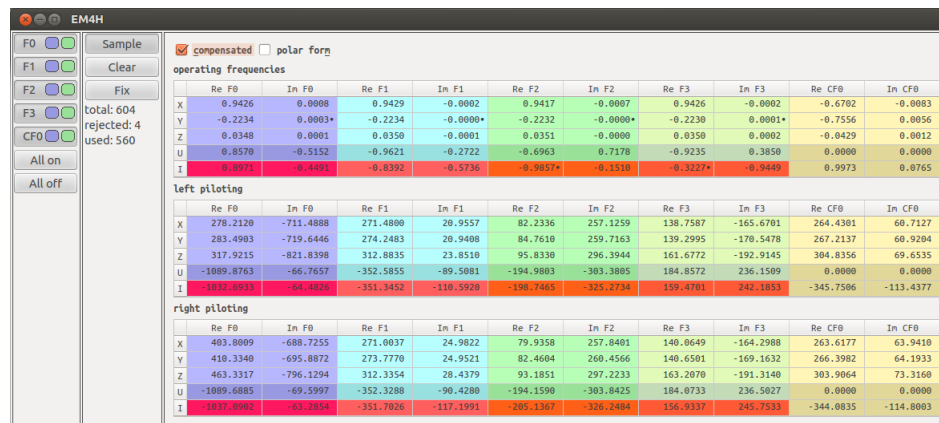 EM4H
F0
F1
F2
F3
CF0
All on
All off
Sample
Clear
Fix
total: 604
rejected: 4
used: 560
compensated polar form
operating frequencies
Re F0 Im F0 Re F1 Im F1 Re F2 Im F2 Re F3 Im F3 Re CF0 Im CF0
X 0.9426 0.0008 0.9429 -0.0002 0.9417 -0.0007 0.9426 -0.0002 -0.6702 -0.0083
Y -0.2234 0.0003• -0.2234 -0.0000• -0.2232 -0.0000• -0.2230 0.0001• -0.7556 0.0056
Z 0.0348 0.0001 0.0350 -0.0001 0.0351 -0.0000 0.0350 0.0002 -0.0429 0.0012
U 0.8570 -0.5152 -0.9621 -0.2722 -0.6963 0.7178 -0.9235 0.3850 0.0000 0.0000
I 0.8971 -0.4491 -0.8392 -0.5736 -0.9857• -0.1510 -0.3227• -0.9449 0.9973 0.0765
left piloting
Re F0 Im F0 Re F1 Im F1 Re F2 Im F2 Re F3 Im F3 Re CF0 Im CF0
X 278.2120 -711.4888 271.4800 20.9557 82.2336 257.1259 138.7587 -165.6701 264.4301 60.7127
Y 283.4903 -719.6446 274.2483 20.9408 84.7610 259.7163 139.2995 -170.5478 267.2137 60.9204
Z 317.9215 -821.8398 312.8835 23.8510 95.8330 296.3944 161.6772 -192.9145 304.8356 69.6535
U -1089.8763 -66.7657 -352.5855 -89.5081 -194.9803 -303.3805 184.8572 236.1509 0.0000 0.0000
I -1032.6933 -64.4826 -351.3452 -110.5920 -198.7465 -325.2734 159.4701 242.1853 -345.7506 -113.4377
right piloting
Re F0 Im F0 Re F1 Im F1 Re F2 Im F2 Re F3 Im F3 Re CF0 Im CF0
X 403.8009 -688.7255 271.0037 24.9822 79.9358 257.8401 140.0649 -164.2988 263.6177 63.9410
Y 410.3340 -695.8872 273.7770 24.9521 82.4604 260.4566 140.6501 -169.1632 266.3982 64.1933
Z 463.3317 -796.1294 312.3354 28.4379 93.1851 297.2233 163.2070 -191.3140 303.9064 73.3160
U -1089.6885 -69.5997 -352.3288 -90.4280 -194.1590 -303.8425 184.0733 236.5027 0.0000 0.0000
I -1037.0902 -63.2854 -351.7026 -117.1991 -205.1367 -326.2484 156.9337 245.7533 -344.0835 -114.8003